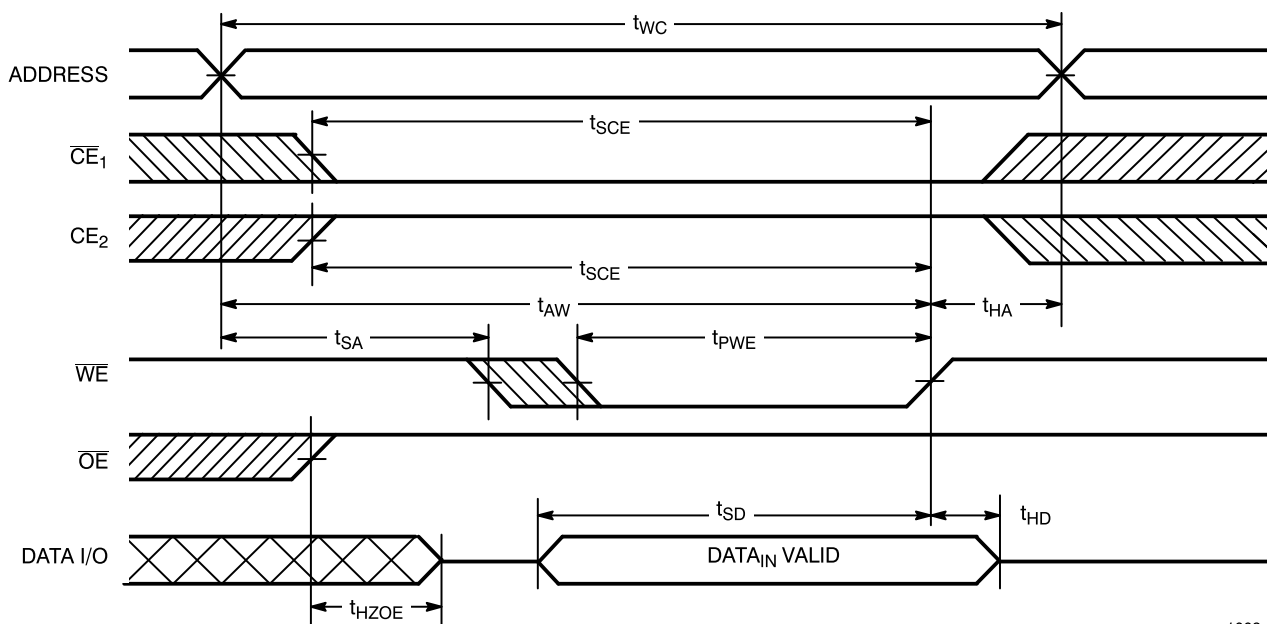 tWC
ADDRESS
tSCE
CE1
CE2
tSCE
tAW
tHA
tSA
tPWE
WE
OE
tSD
tHD
DATA I/O
DATAIN VALID
tHZOE